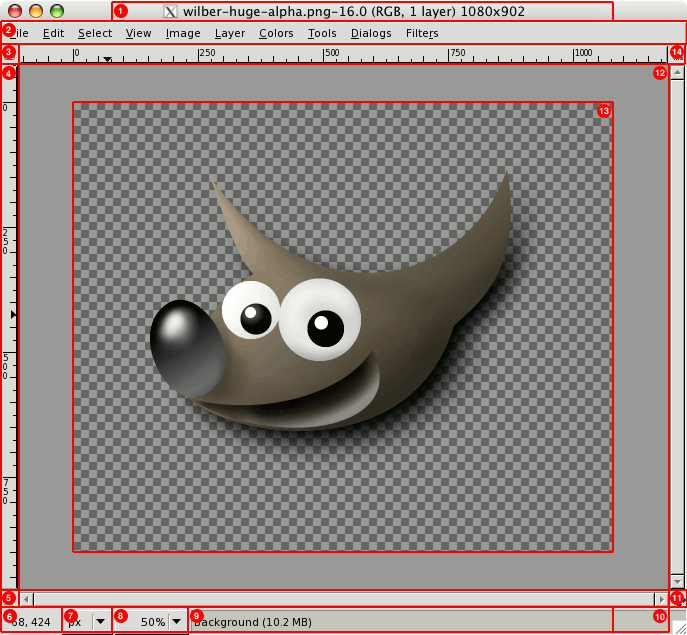 1 wilber-huge-alpha.png-16.0 (RGB, 1 layer) 1080x902
2 ile Edit Select View Image Layer Colors Tools Dialogs Filters
3 0 250 500 750 1000 14
4 12
0 13
250
500
750
5 11
6 68, 424 7 px 8 50% 9 Background (10.2 MB) 10